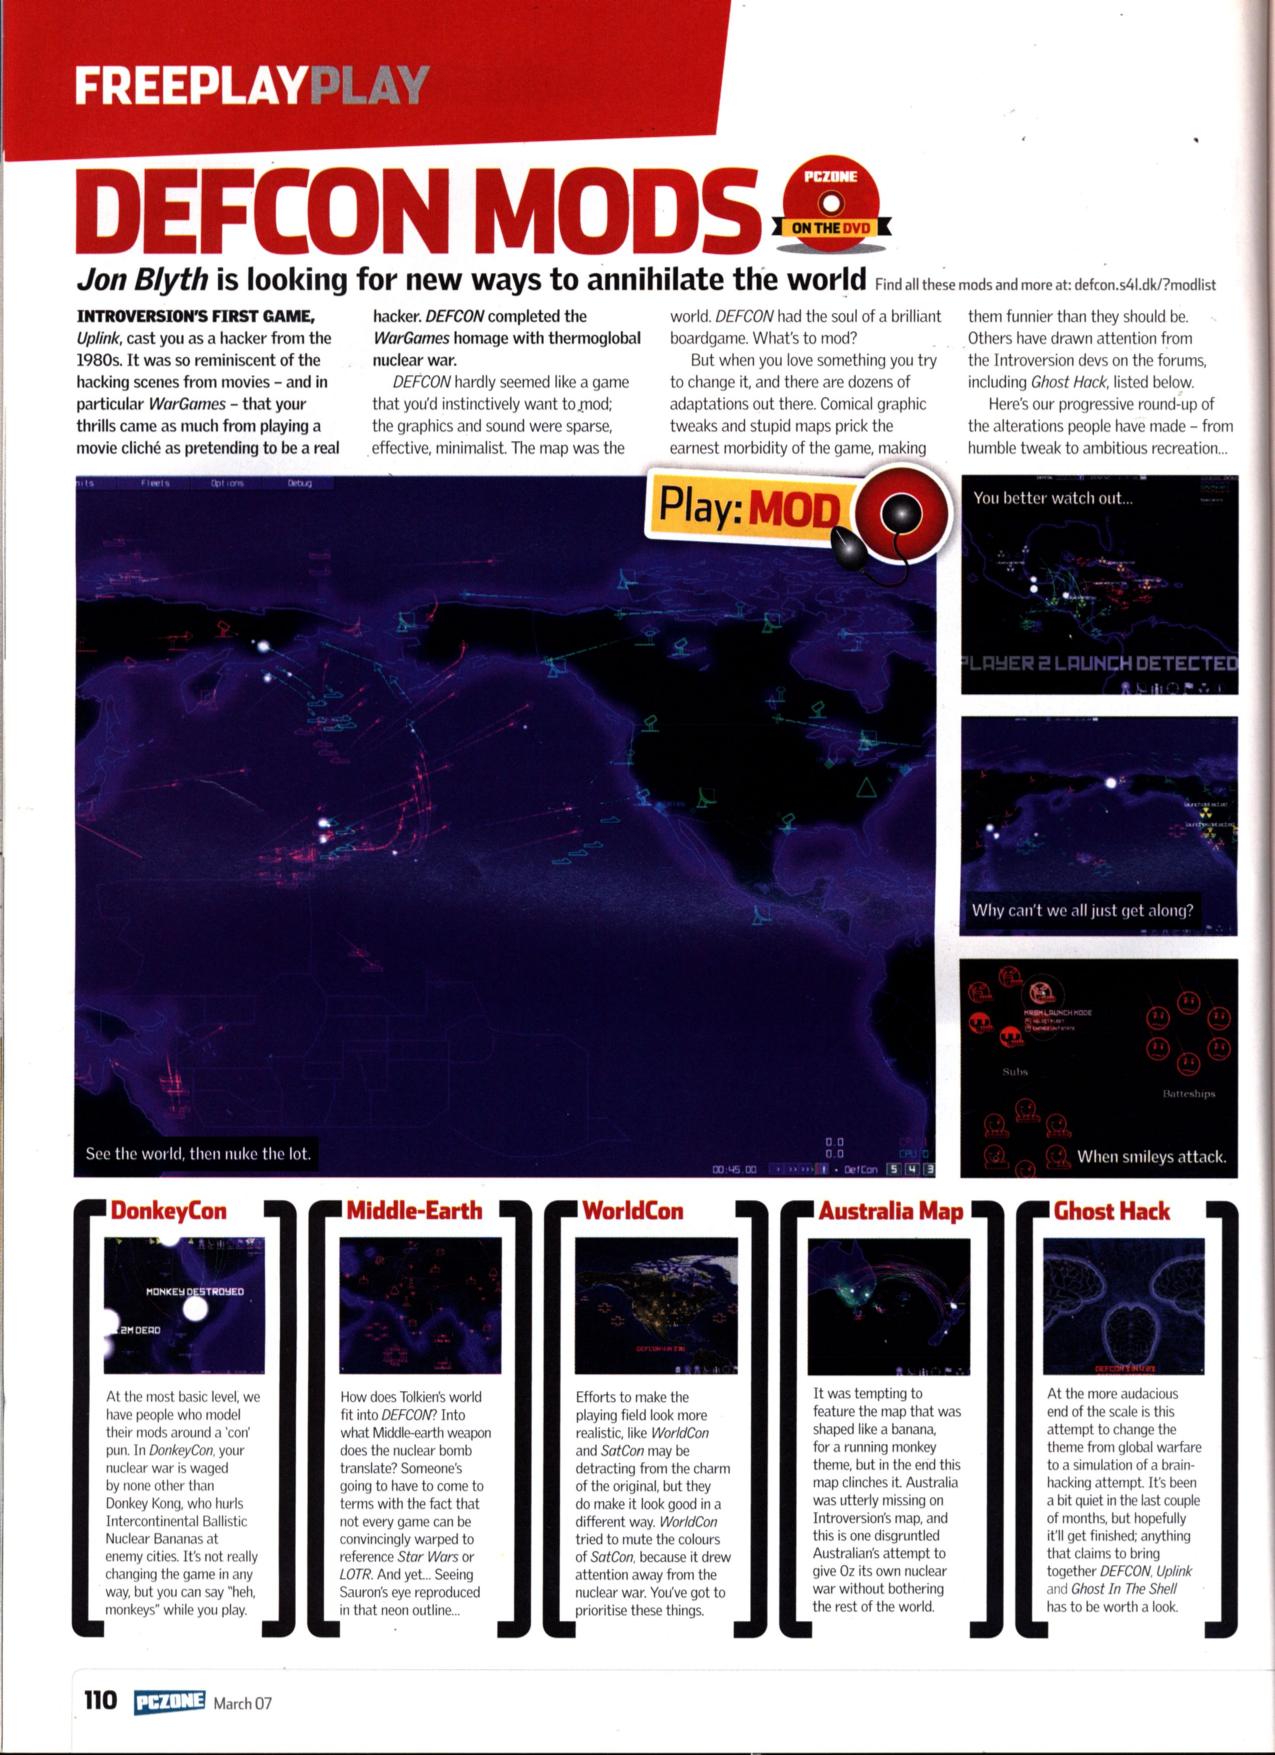 FREEPLAYPLAY
DEFCON MODS
PCZONE
ON THE DVD
Jon Blyth is looking for new ways to annihilate the world
Find all these mods and more at: defcon.s4l.dk/?modlist
INTROVERSION'S FIRST GAME,
Uplink, cast you as a hacker from the
1980s. It was so reminiscent of the
hacking scenes from movies – and in
particular WarGames – that your
thrills came as much from playing a
movie cliché as pretending to be a real
hacker. DEFCON completed the
WarGames homage with thermoglobal
nuclear war.
DEFCON hardly seemed like a game
that you'd instinctively want to mod;
the graphics and sound were sparse,
effective, minimalist. The map was the
world. DEFCON had the soul of a brilliant
boardgame. What's to mod?
But when you love something you try
to change it, and there are dozens of
adaptations out there. Comical graphic
tweaks and stupid maps prick the
earnest morbidity of the game, making
them funnier than they should be.
Others have drawn attention from
the Introversion devs on the forums,
including Ghost Hack, listed below.
Here's our progressive round-up of
the alterations people have made – from
humble tweak to ambitious recreation...
Fleets Options Debug
Play: MOD
See the world, then nuke the lot.
0.0
0.0
00:45.00
DefCon 5 4 3
You better watch out...
PLAYER 2 LAUNCH DETECTED
Why can't we all just get along?
MRBM LAUNCH MODE
Subs
Batteships
When smileys attack.
DonkeyCon
MONKEY DESTROYED
.2M DEAD
At the most basic level, we
have people who model
their mods around a 'con'
pun. In DonkeyCon, your
nuclear war is waged
by none other than
Donkey Kong, who hurls
Intercontinental Ballistic
Nuclear Bananas at
enemy cities. It's not really
changing the game in any
way, but you can say "heh,
monkeys" while you play.
Middle-Earth
How does Tolkien's world
fit into DEFCON? Into
what Middle-earth weapon
does the nuclear bomb
translate? Someone's
going to have to come to
terms with the fact that
not every game can be
convincingly warped to
reference Star Wars or
LOTR. And yet... Seeing
Sauron's eye reproduced
in that neon outline...
WorldCon
Efforts to make the
playing field look more
realistic, like WorldCon
and SatCon may be
detracting from the charm
of the original, but they
do make it look good in a
different way. WorldCon
tried to mute the colours
of SatCon, because it drew
attention away from the
nuclear war. You've got to
prioritise these things.
Australia Map
It was tempting to
feature the map that was
shaped like a banana,
for a running monkey
theme, but in the end this
map clinches it. Australia
was utterly missing on
Introversion's map, and
this is one disgruntled
Australian's attempt to
give Oz its own nuclear
war without bothering
the rest of the world.
Ghost Hack
At the more audacious
end of the scale is this
attempt to change the
theme from global warfare
to a simulation of a brain-
hacking attempt. It's been
a bit quiet in the last couple
of months, but hopefully
it'll get finished; anything
that claims to bring
together DEFCON, Uplink
and Ghost In The Shell
has to be worth a look.
110 PCZONE March 07